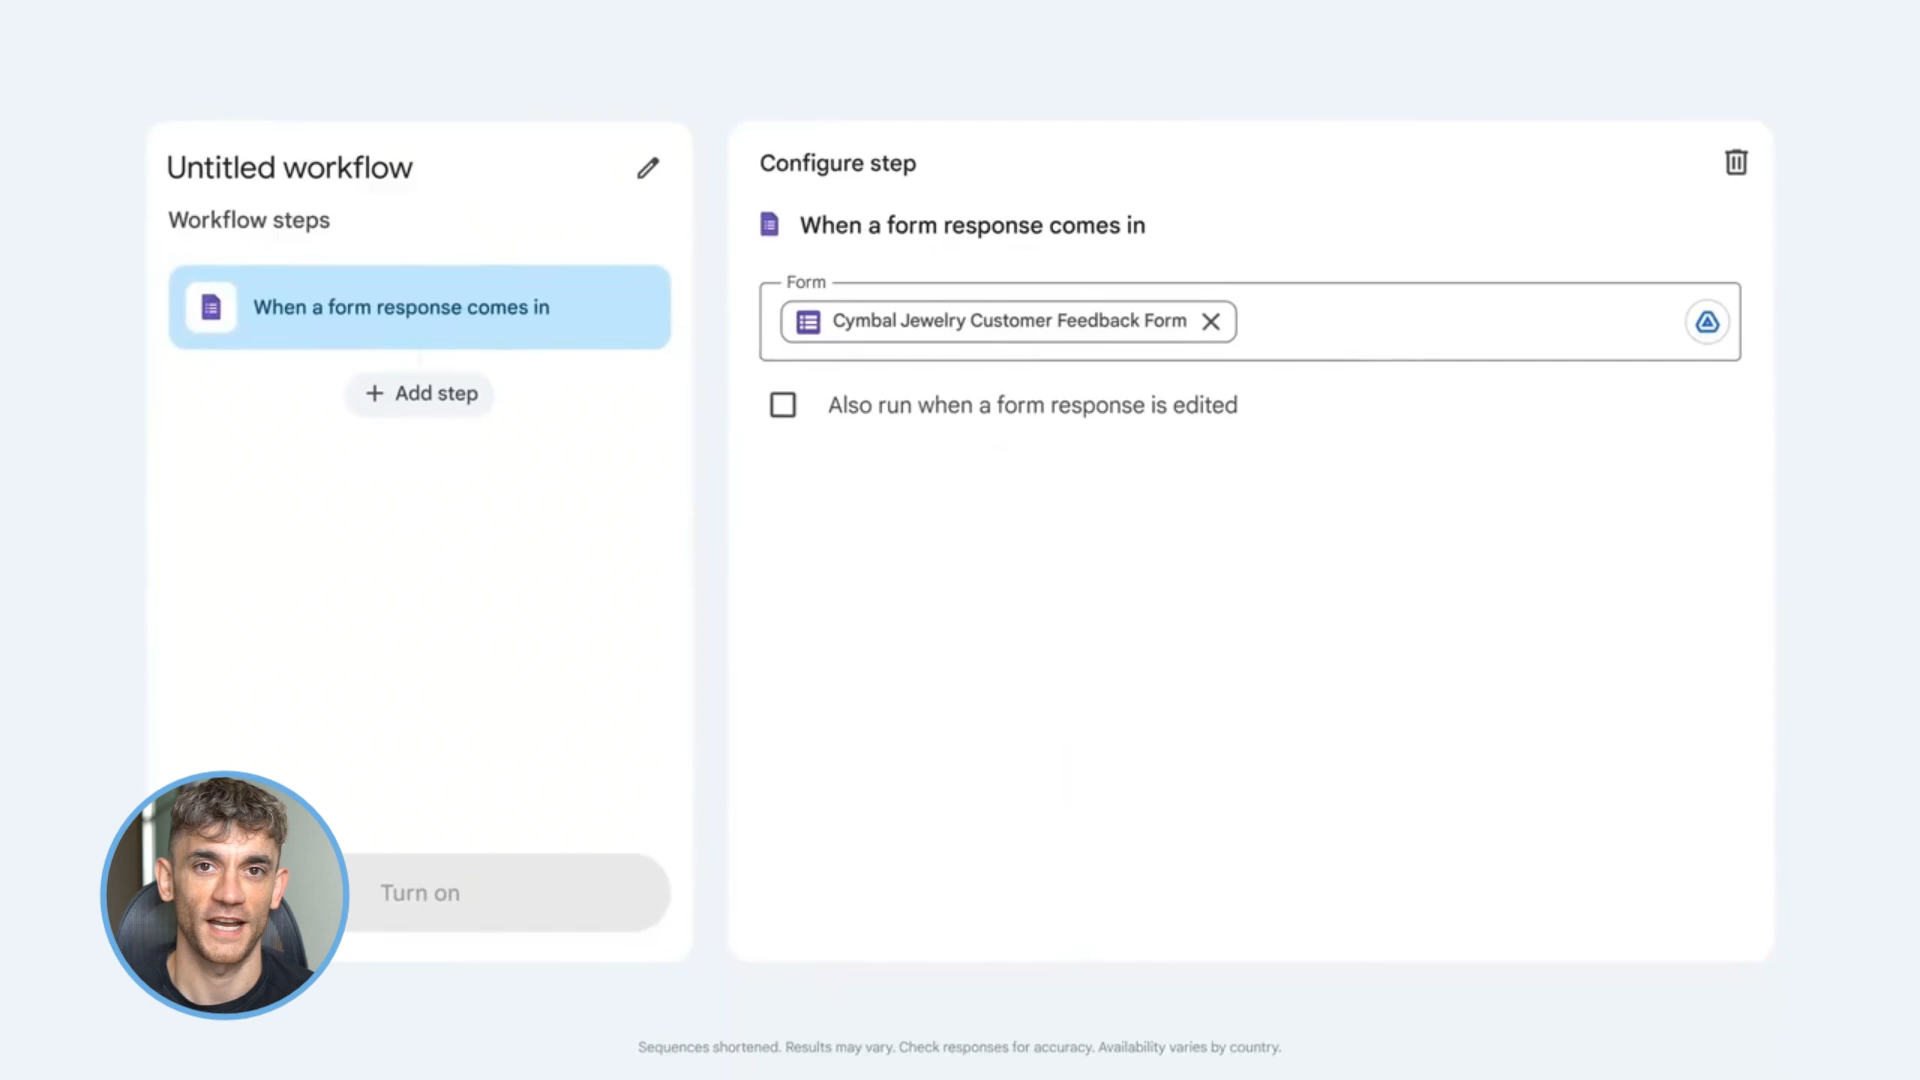 Untitled workflow
Workflow steps
When a form response comes in
+ Add step
Turn on
Configure step
When a form response comes in
Form
Cymbal Jewelry Customer Feedback Form
Also run when a form response is edited
Sequences shortened. Results may vary. Check responses for accuracy. Availability varies by country.